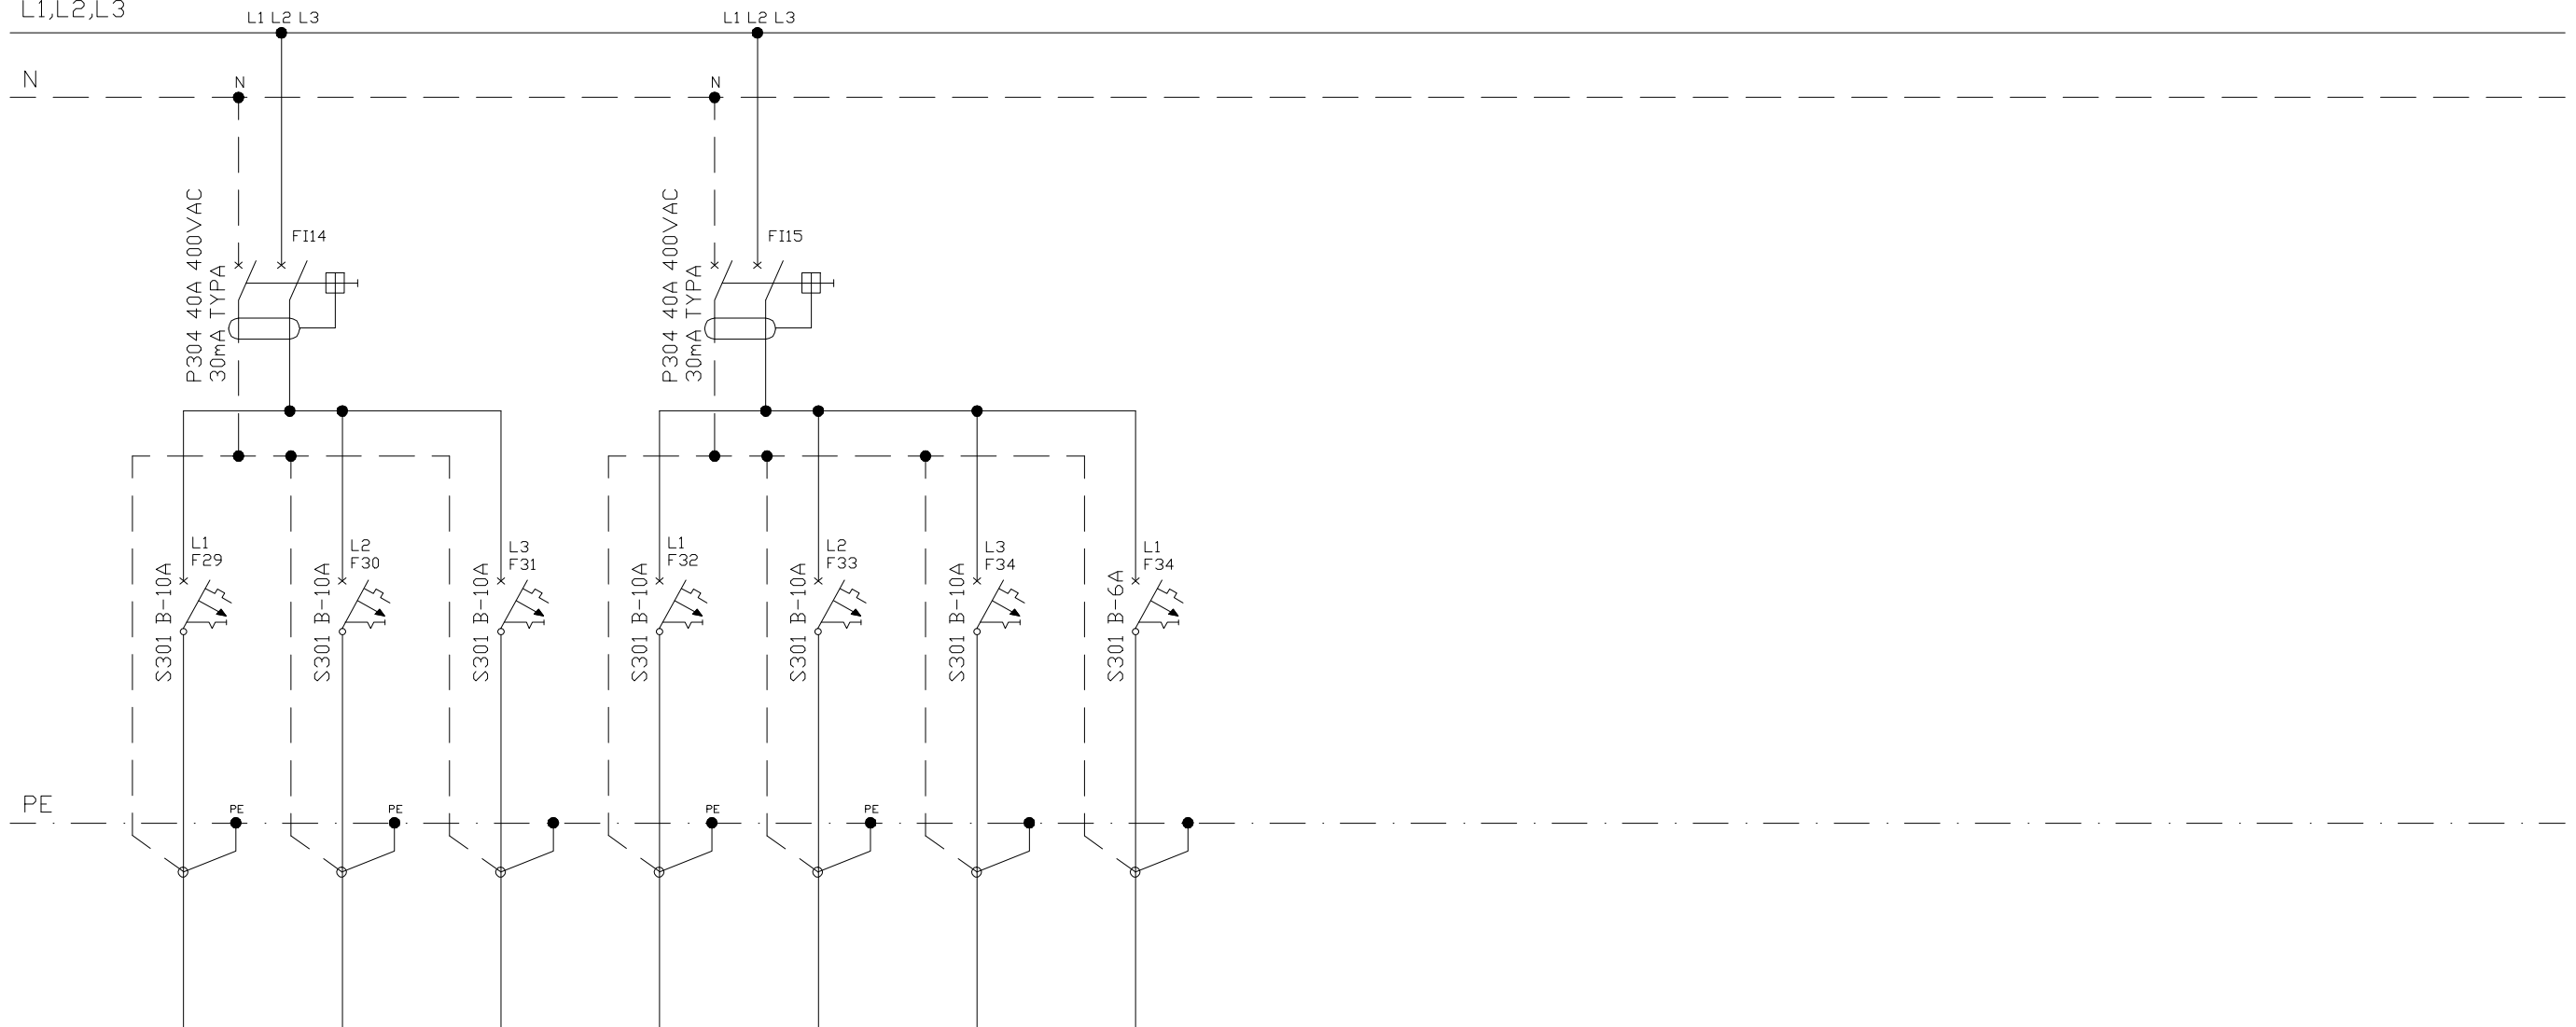 L1,L2,L3
L1 L2 L3
L1 L2 L3
N
N
N
P304 40A 400VAC
30mA TYPA
FI14
P304 40A 400VAC
30mA TYPA
FI15
S301 B-10A
L1
F29
S301 B-10A
L2
F30
S301 B-10A
L3
F31
S301 B-10A
L1
F32
S301 B-10A
L2
F33
S301 B-10A
L3
F34
S301 B-6A
L1
F34
PE
PE
PE
PE
PE